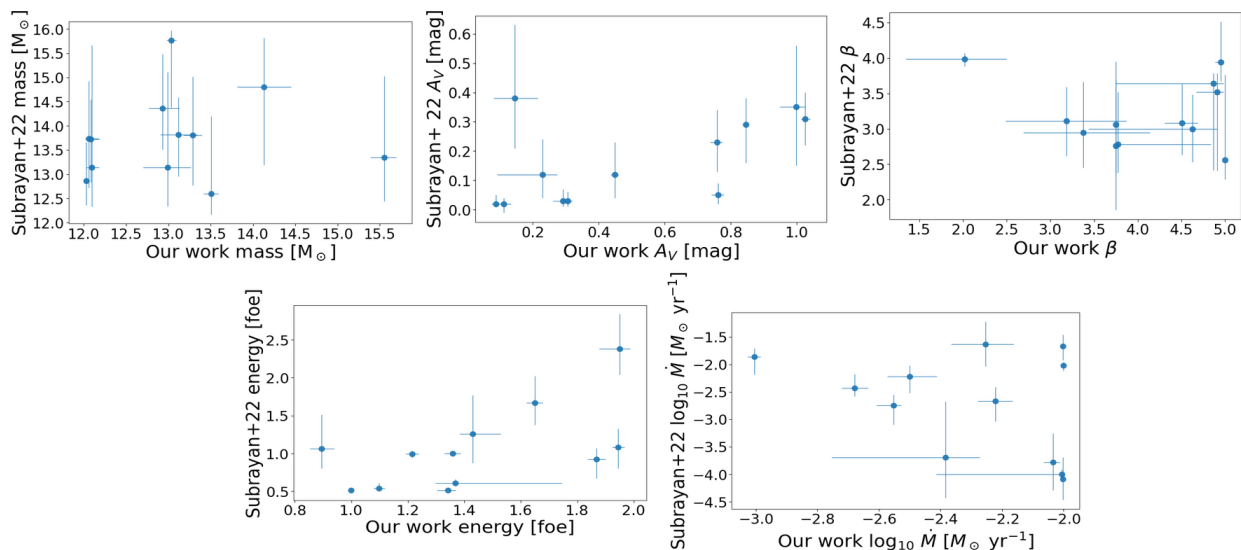 16.0
15.5
15.0
14.5
14.0
13.5
13.0
12.5
12.0
Subrayan+22 mass [M⊙]
12.0 12.5 13.0 13.5 14.0 14.5 15.0 15.5
Our work mass [M⊙]
0.6
0.5
0.4
0.3
0.2
0.1
0.0
Subrayan+ 22 A_V [mag]
0.2 0.4 0.6 0.8 1.0
Our work A_V [mag]
4.5
4.0
3.5
3.0
2.5
2.0
Subrayan+22 β
1.5 2.0 2.5 3.0 3.5 4.0 4.5 5.0
Our work β
2.5
2.0
1.5
1.0
0.5
Subrayan+22 energy [foe]
0.8 1.0 1.2 1.4 1.6 1.8 2.0
Our work energy [foe]
−1.5
−2.0
−2.5
−3.0
−3.5
−4.0
−4.5
Subrayan+22 log₁₀ Ṁ [M⊙ yr⁻¹]
−3.0 −2.8 −2.6 −2.4 −2.2 −2.0
Our work log₁₀ Ṁ [M⊙ yr⁻¹]